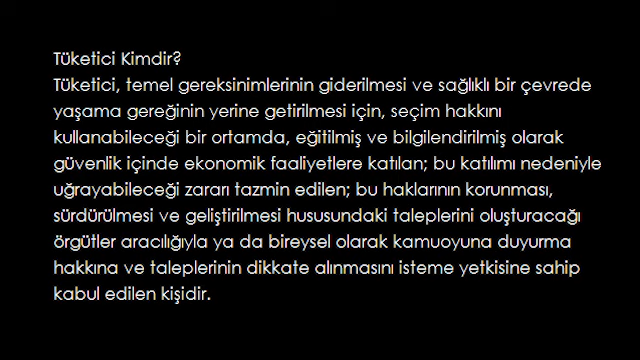 Tüketici Kimdir?
Tüketici, temel gereksinimlerinin giderilmesi ve sağlıklı bir çevrede
yaşama gereğinin yerine getirilmesi için, seçim hakkını
kullanabileceği bir ortamda, eğitilmiş ve bilgilendirilmiş olarak
güvenlik içinde ekonomik faaliyetlere katılan; bu katılımı nedeniyle
uğrayabileceği zararı tazmin edilen; bu haklarının korunması,
sürdürülmesi ve geliştirilmesi hususundaki taleplerini oluşturacağı
örgütler aracılığıyla ya da bireysel olarak kamuoyuna duyurma
hakkına ve taleplerinin dikkate alınmasını isteme yetkisine sahip
kabul edilen kişidir.